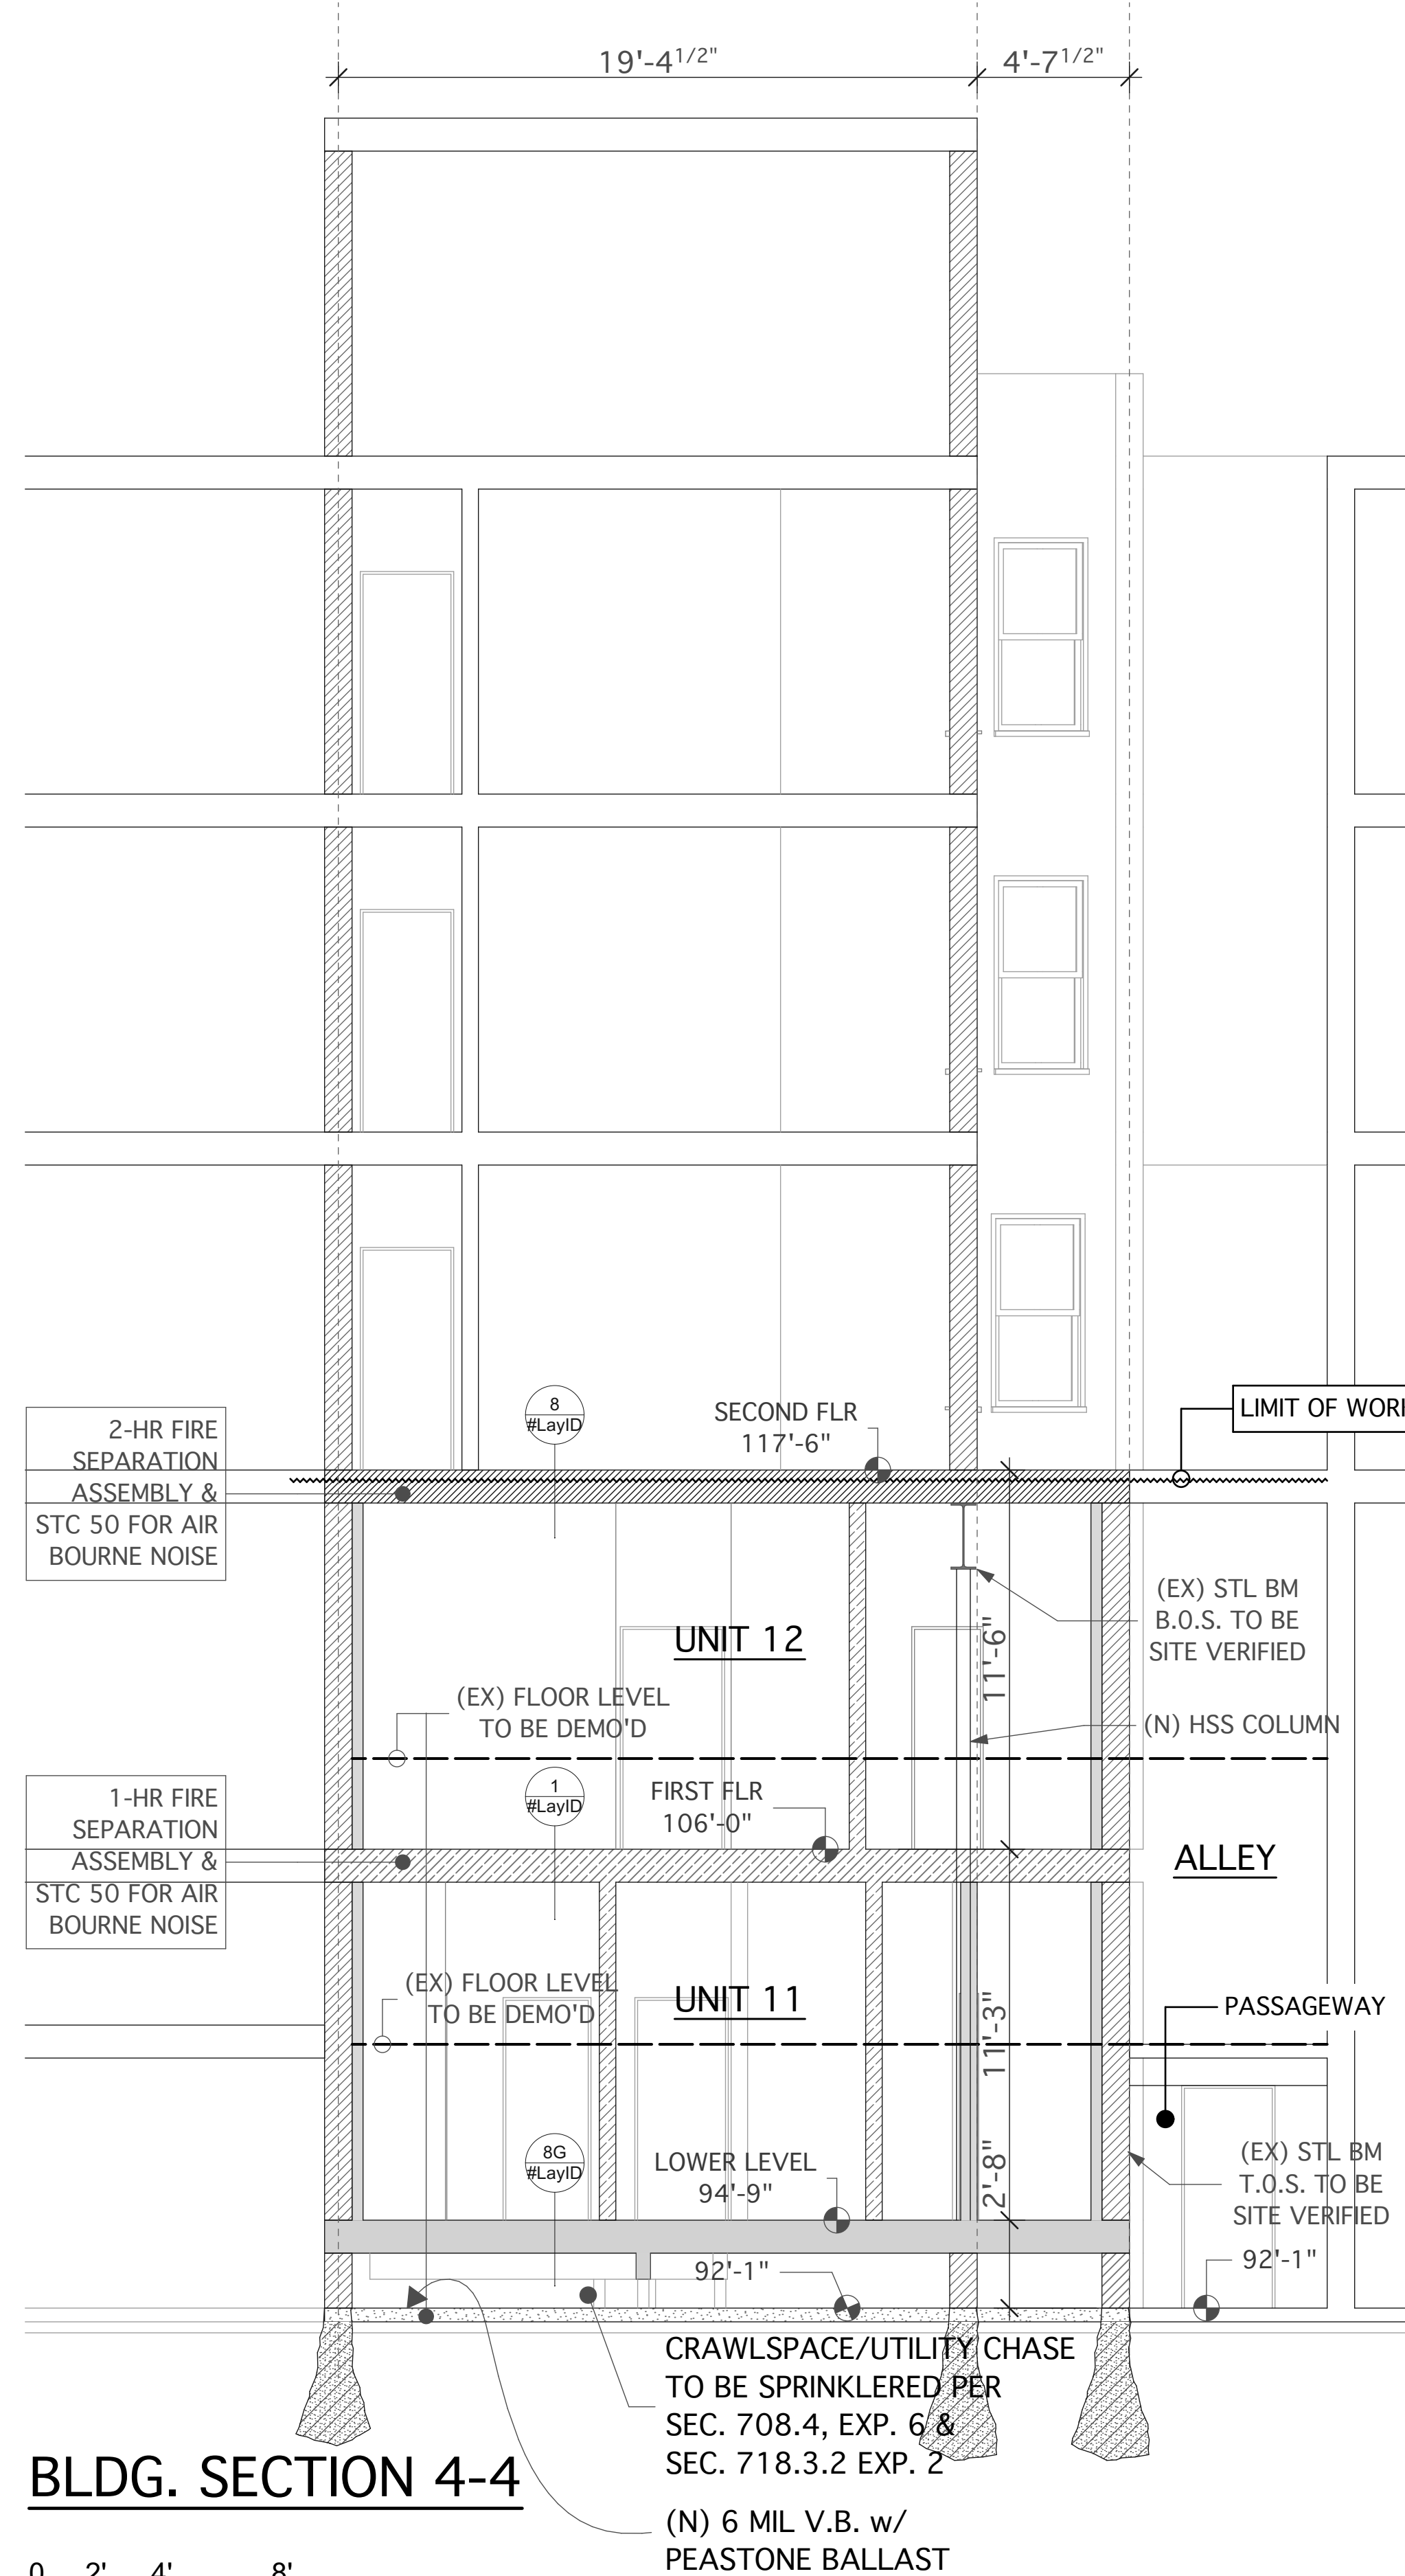 19'-4 1/2"
4'-7 1/2"
8
#LayID
SECOND FLR
117'-6"
LIMIT OF WORK
2-HR FIRE
SEPARATION
ASSEMBLY &
STC 50 FOR AIR
BOURNE NOISE
(EX) STL BM
B.O.S. TO BE
SITE VERIFIED
UNIT 12
11'-6"
(EX) FLOOR LEVEL
TO BE DEMO'D
(N) HSS COLUMN
1
#LayID
FIRST FLR
106'-0"
1-HR FIRE
SEPARATION
ASSEMBLY &
STC 50 FOR AIR
BOURNE NOISE
ALLEY
(EX) FLOOR LEVEL
TO BE DEMO'D
UNIT 11
11'-3"
PASSAGEWAY
8G
#LayID
LOWER LEVEL
94'-9"
2'-8"
(EX) STL BM
T.O.S. TO BE
SITE VERIFIED
92'-1"
92'-1"
CRAWLSPACE/UTILITY CHASE
TO BE SPRINKLERED PER
SEC. 708.4, EXP. 6 &
SEC. 718.3.2 EXP. 2
BLDG. SECTION 4-4
(N) 6 MIL V.B. w/
PEASTONE BALLAST
0 2' 4' 8'